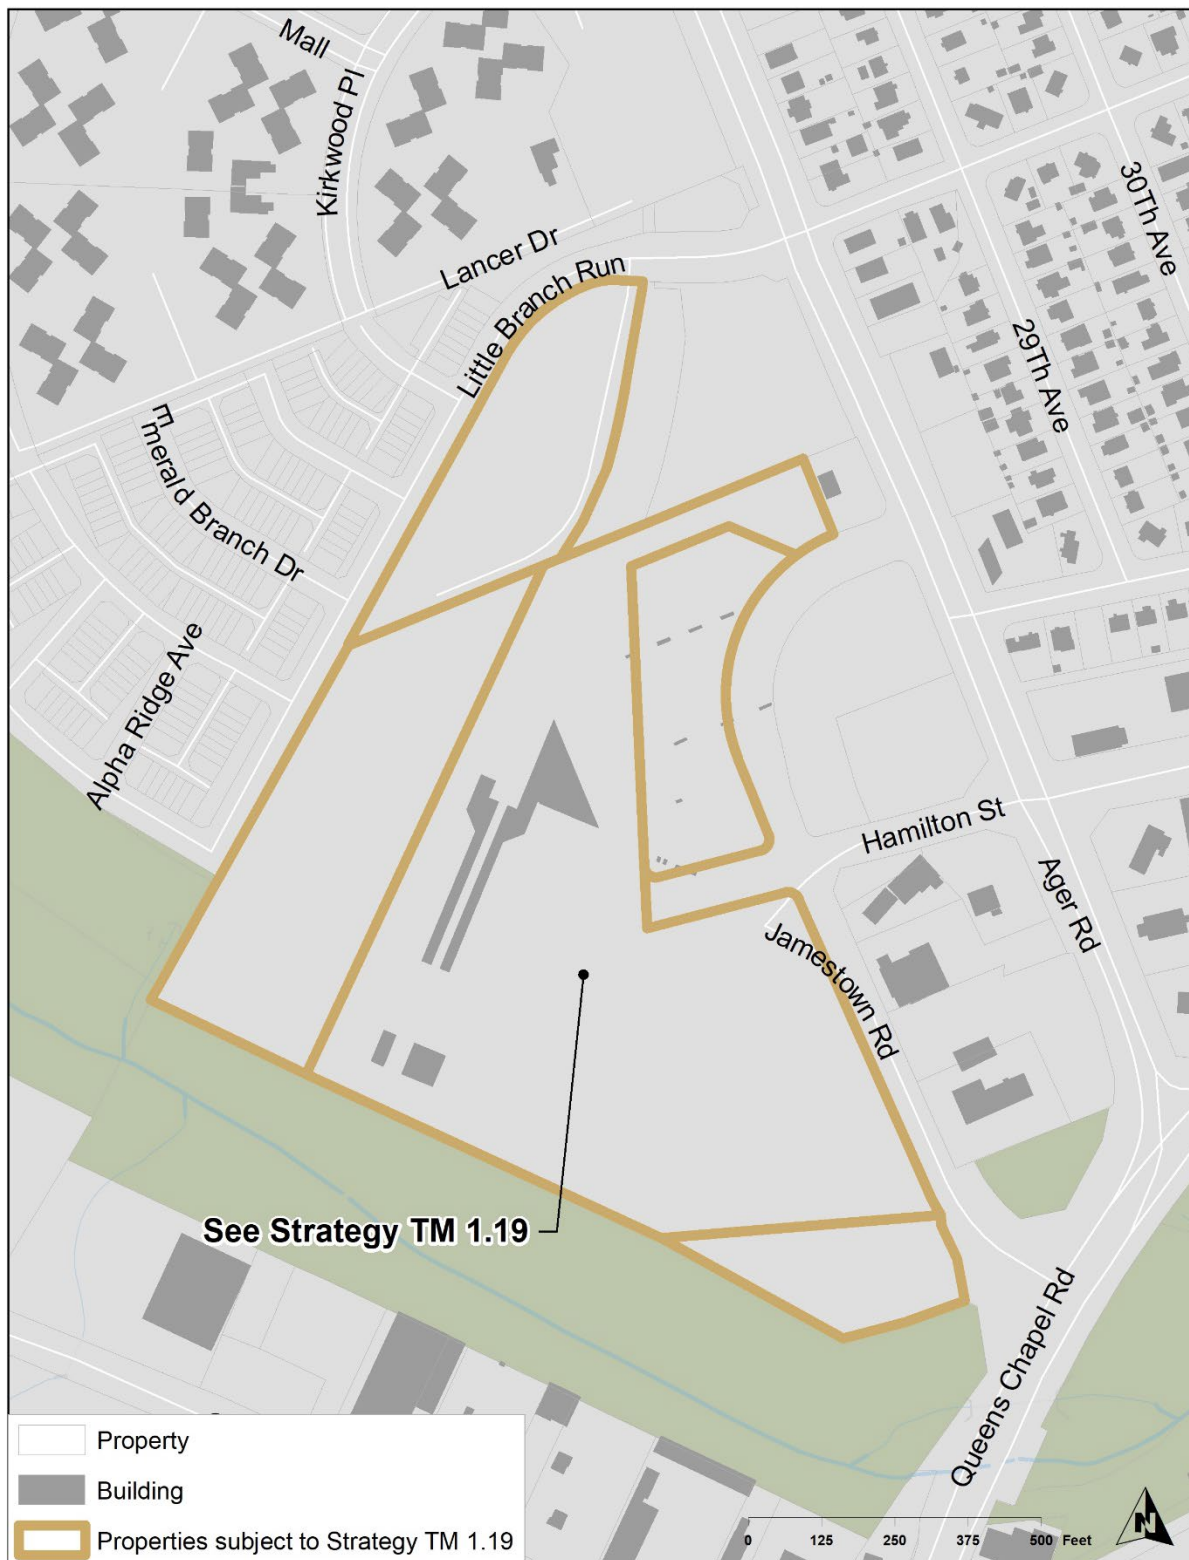 Mall
Kirkwood Pl
Lancer Dr
Little Branch Run
30Th Ave
29Th Ave
Emerald Branch Dr
Alpha Ridge Ave
Hamilton St
Ager Rd
Jamestown Rd
See Strategy TM 1.19
Queens Chapel Rd
Property
Building
Properties subject to Strategy TM 1.19
0 125 250 375 500 Feet
N